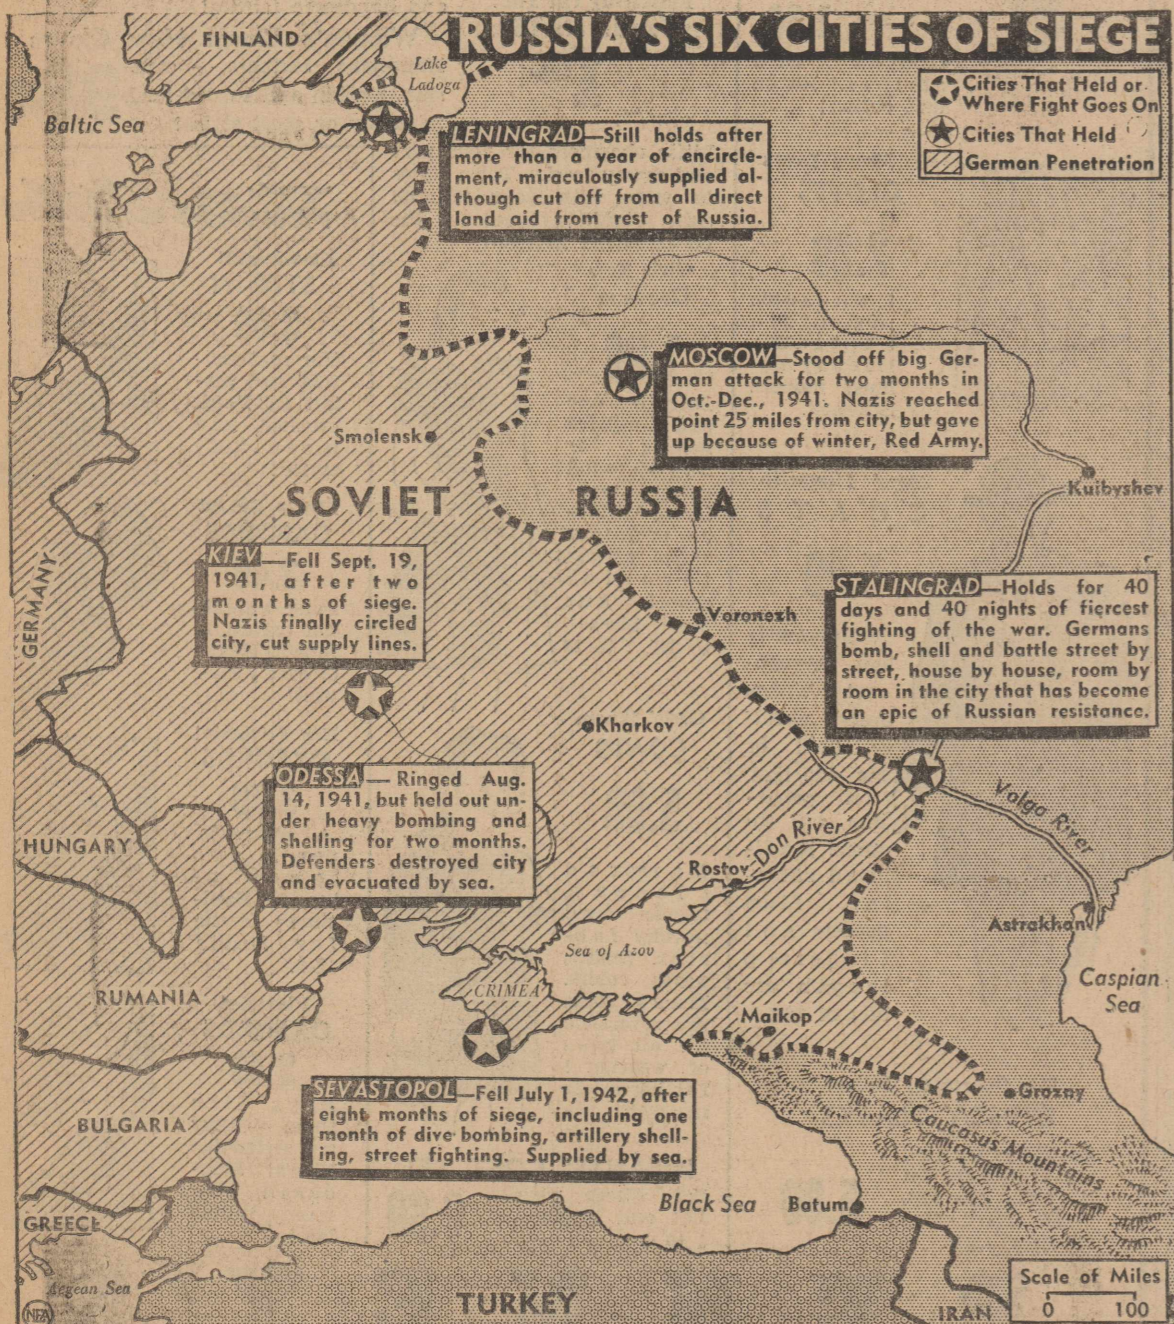 RUSSIA'S SIX CITIES OF SIEGE
Cities That Held or
Where Fight Goes On
Cities That Held
German Penetration
FINLAND
Lake
Ladoga
Baltic Sea
LENINGRAD—Still holds after
more than a year of encircle-
ment, miraculously supplied al-
though cut off from all direct
land aid from rest of Russia.
MOSCOW—Stood off big Ger-
man attack for two months in
Oct.-Dec., 1941. Nazis reached
point 25 miles from city, but gave
up because of winter, Red Army.
Smolensk
Kuibyshev
SOVIET RUSSIA
KIEV—Fell Sept. 19,
1941, after two
months of siege.
Nazis finally circled
city, cut supply lines.
GERMANY
Voronezh
STALINGRAD—Holds for 40
days and 40 nights of fiercest
fighting of the war. Germans
bomb, shell and battle street by
street, house by house, room by
room in the city that has become
an epic of Russian resistance.
Kharkov
ODESSA—Ringed Aug.
14, 1941, but held out un-
der heavy bombing and
shelling for two months.
Defenders destroyed city
and evacuated by sea.
Volga River
HUNGARY
Don River
Rostov
Astrakhan
Sea of Azov
Caspian
Sea
CRIMEA
RUMANIA
Maikop
SEVASTOPOL—Fell July 1, 1942, after
eight months of siege, including one
month of dive bombing, artillery shell-
ing, street fighting. Supplied by sea.
Grozny
Caucasus Mountains
BULGARIA
Black Sea
Batum
GREECE
Aegean Sea
NEA
TURKEY
IRAN
Scale of Miles
0 100